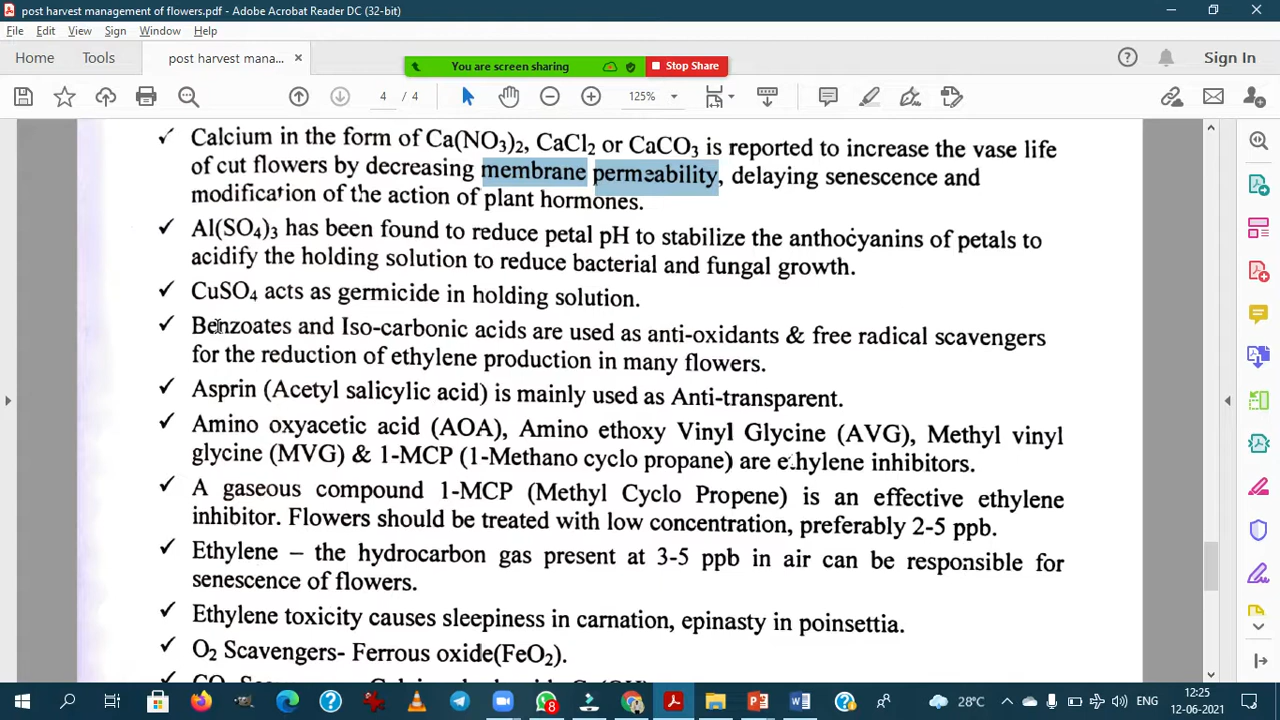 post harvest management of flowers.pdf - Adobe Acrobat Reader DC (32-bit)
File Edit View Sign Window Help
Home Tools post harvest mana... × Sign In
You are screen sharing Stop Share
4 / 4 125%
✓ Calcium in the form of Ca(NO₃)₂, CaCl₂ or CaCO₃ is reported to increase the vase life
of cut flowers by decreasing membrane permeability, delaying senescence and
modification of the action of plant hormones.
✓ Al(SO₄)₃ has been found to reduce petal pH to stabilize the anthocyanins of petals to
acidify the holding solution to reduce bacterial and fungal growth.
✓ CuSO₄ acts as germicide in holding solution.
✓ Benzoates and Iso-carbonic acids are used as anti-oxidants & free radical scavengers
for the reduction of ethylene production in many flowers.
✓ Asprin (Acetyl salicylic acid) is mainly used as Anti-transparent.
✓ Amino oxyacetic acid (AOA), Amino ethoxy Vinyl Glycine (AVG), Methyl vinyl
glycine (MVG) & 1-MCP (1-Methano cyclo propane) are ethylene inhibitors.
✓ A gaseous compound 1-MCP (Methyl Cyclo Propene) is an effective ethylene
inhibitor. Flowers should be treated with low concentration, preferably 2-5 ppb.
✓ Ethylene – the hydrocarbon gas present at 3-5 ppb in air can be responsible for
senescence of flowers.
✓ Ethylene toxicity causes sleepiness in carnation, epinasty in poinsettia.
✓ O₂ Scavengers- Ferrous oxide(FeO₂).
8 28°C ENG 12:25
12-06-2021